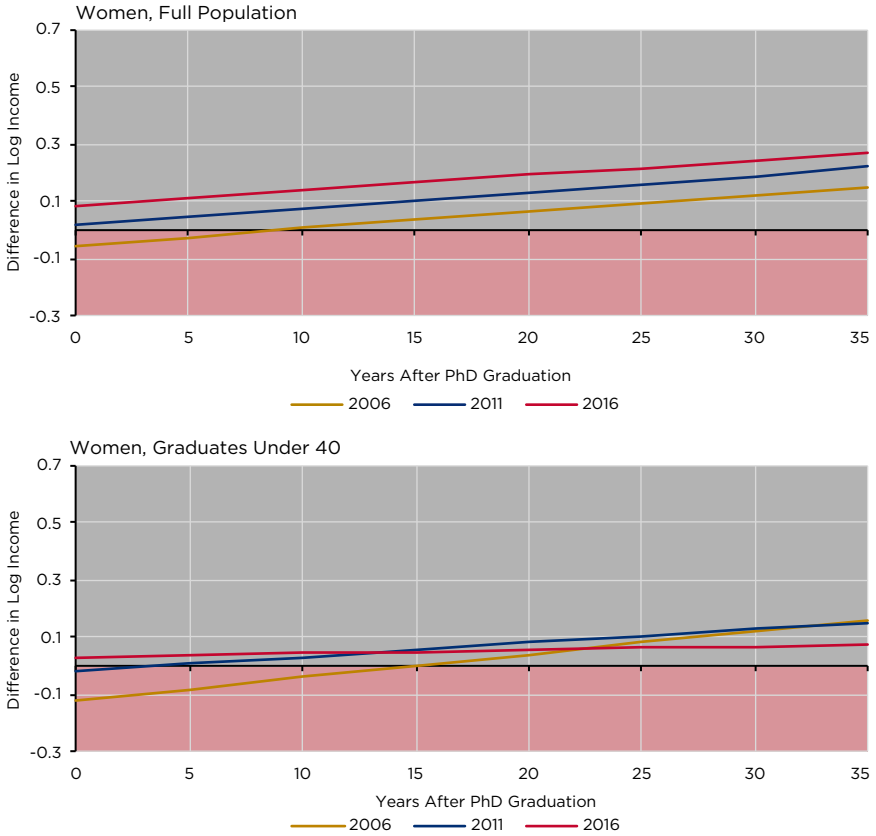 Women, Full Population
0.7
0.5
0.3
0.1
-0.1
-0.3
Difference in Log Income
0 5 10 15 20 25 30 35
Years After PhD Graduation
2006 2011 2016
Women, Graduates Under 40
0.7
0.5
0.3
0.1
-0.1
-0.3
Difference in Log Income
0 5 10 15 20 25 30 35
Years After PhD Graduation
2006 2011 2016